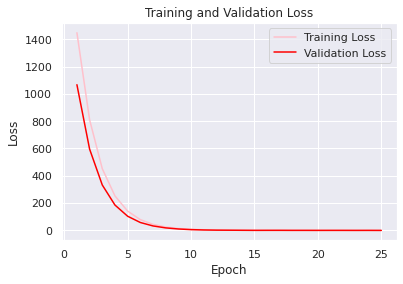 Training and Validation Loss
Training Loss
Validation Loss
Loss
1400
1200
1000
800
600
400
200
0
0 5 10 15 20 25
Epoch